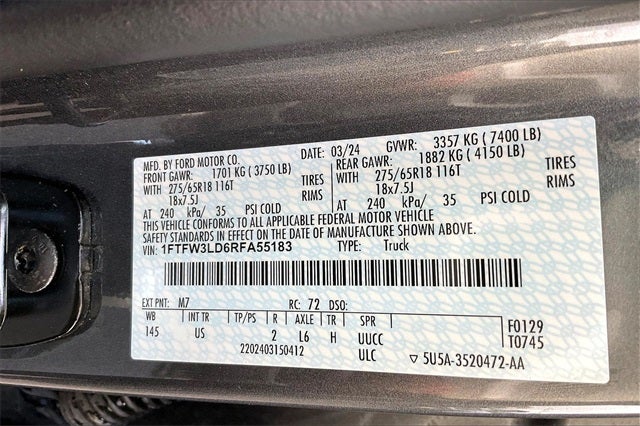 MFD. BY FORD MOTOR CO.
DATE: 03/24 GVWR: 3357 KG ( 7400 LB)
FRONT GAWR: 1701 KG ( 3750 LB) REAR GAWR: 1882 KG ( 4150 LB)
WITH 275/65R18 116T TIRES WITH 275/65R18 116T TIRES
18x7.5J RIMS 18x7.5J RIMS
AT 240 kPa/ 35 PSI COLD AT 240 kPa/ 35 PSI COLD
THIS VEHICLE CONFORMS TO ALL APPLICABLE FEDERAL MOTOR VEHICLE
SAFETY STANDARDS IN EFFECT ON THE DATE OF MANUFACTURE SHOWN ABOVE.
VIN: 1FTFW3LD6RFA55183 TYPE: Truck
EXT PNT: M7 RC: 72 DSO:
WB INT TR TP/PS R AXLE TR SPR F0129
145 US 2 L6 H UUCC T0745
2202403150412 ULC ▽ 5U5A-3520472-AA